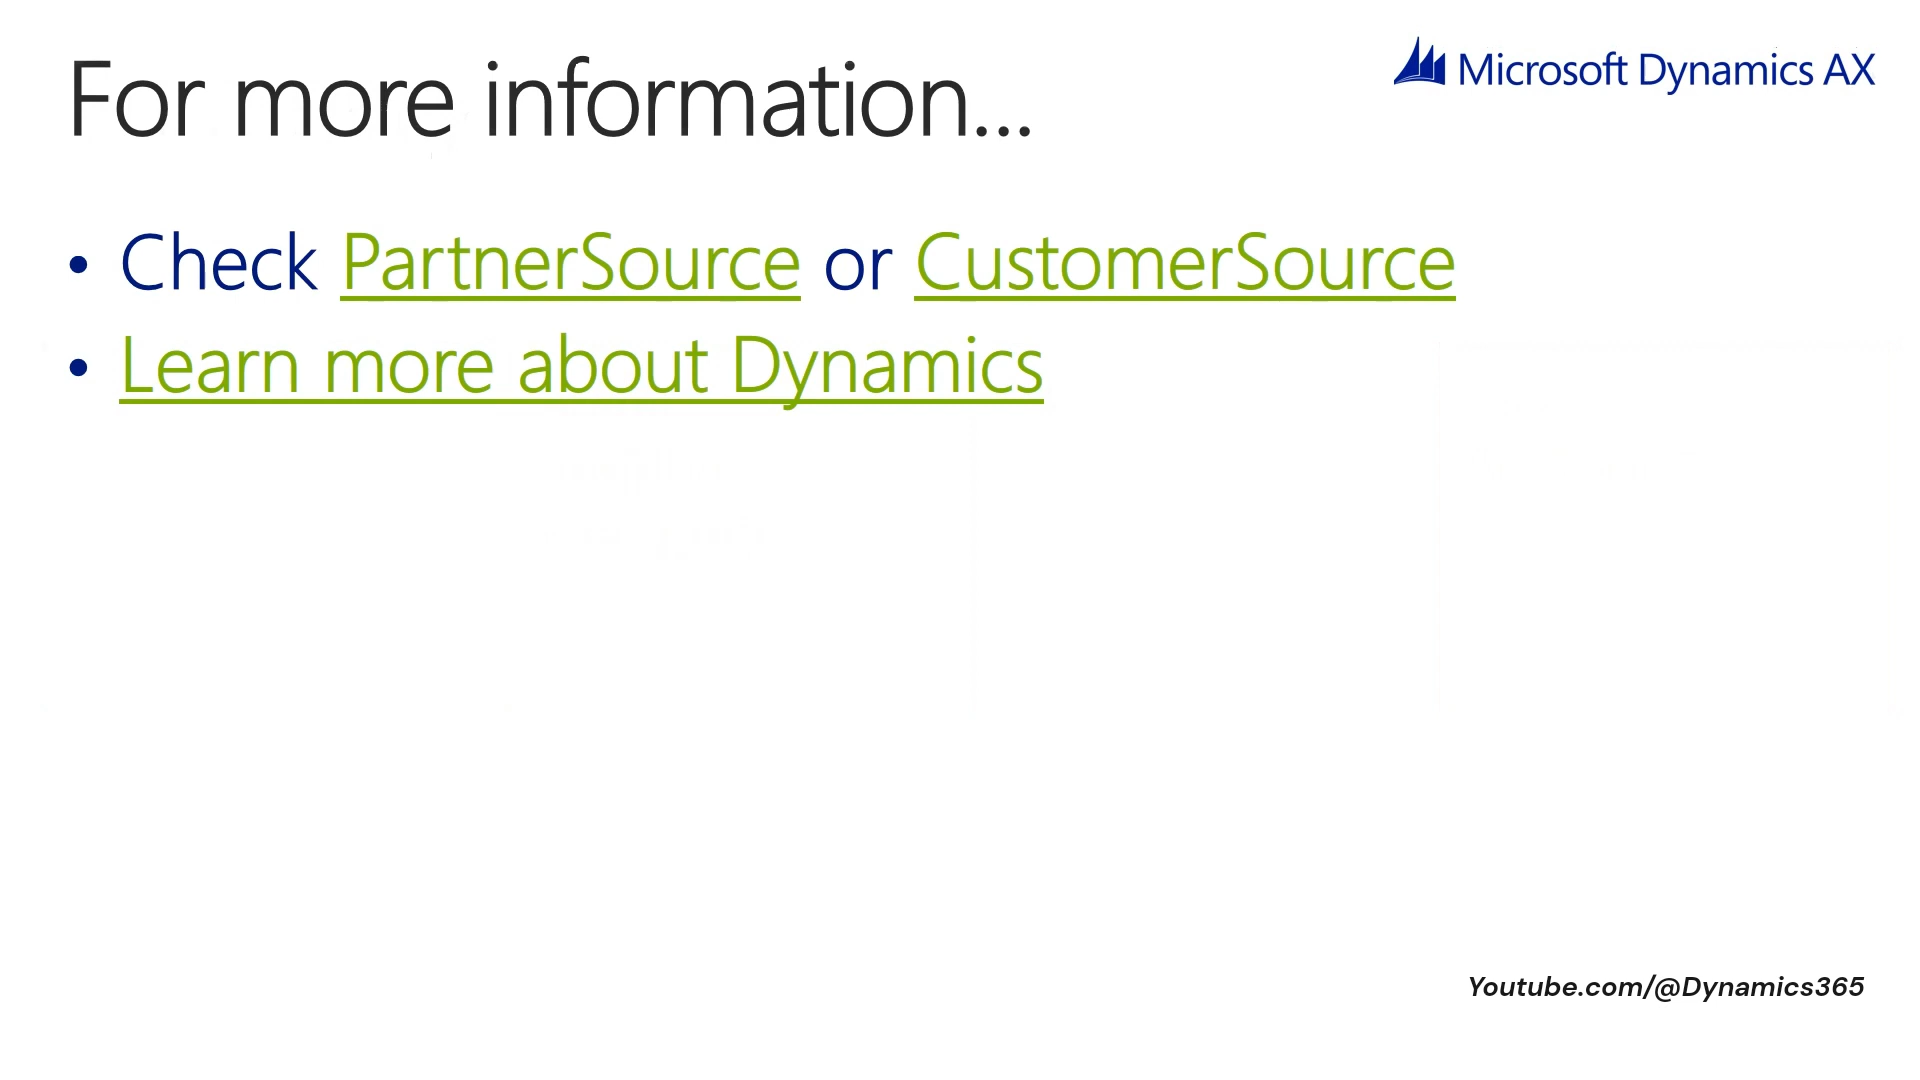 For more information...
Microsoft Dynamics AX
• Check PartnerSource or CustomerSource
• Learn more about Dynamics
Youtube.com/@Dynamics365